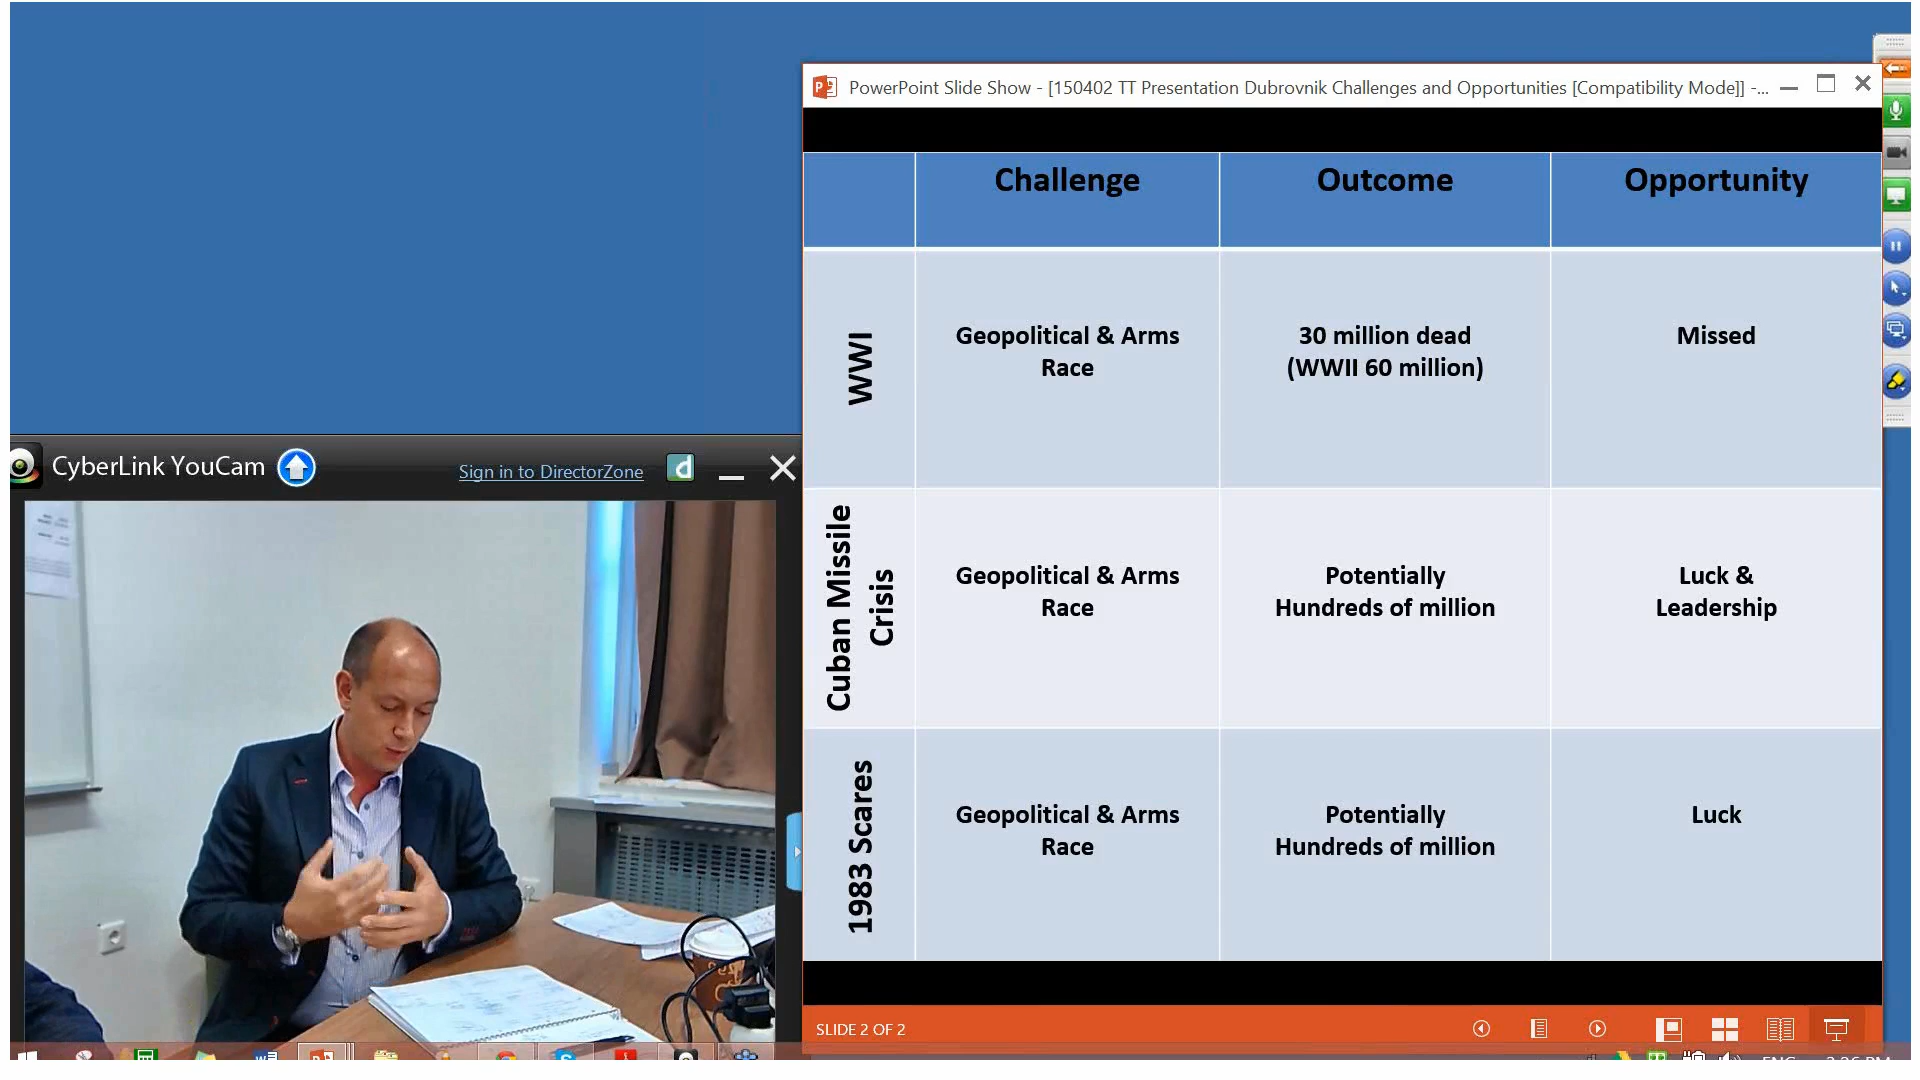 PowerPoint Slide Show - [150402 TT Presentation Dubrovnik Challenges and Opportunities [Compatibility Mode]] -...
Challenge
Outcome
Opportunity
WWI
Geopolitical & Arms
Race
30 million dead
(WWII 60 million)
Missed
Cuban Missile
Crisis
Geopolitical & Arms
Race
Potentially
Hundreds of million
Luck &
Leadership
1983 Scares
Geopolitical & Arms
Race
Potentially
Hundreds of million
Luck
SLIDE 2 OF 2
CyberLink YouCam
Sign in to DirectorZone